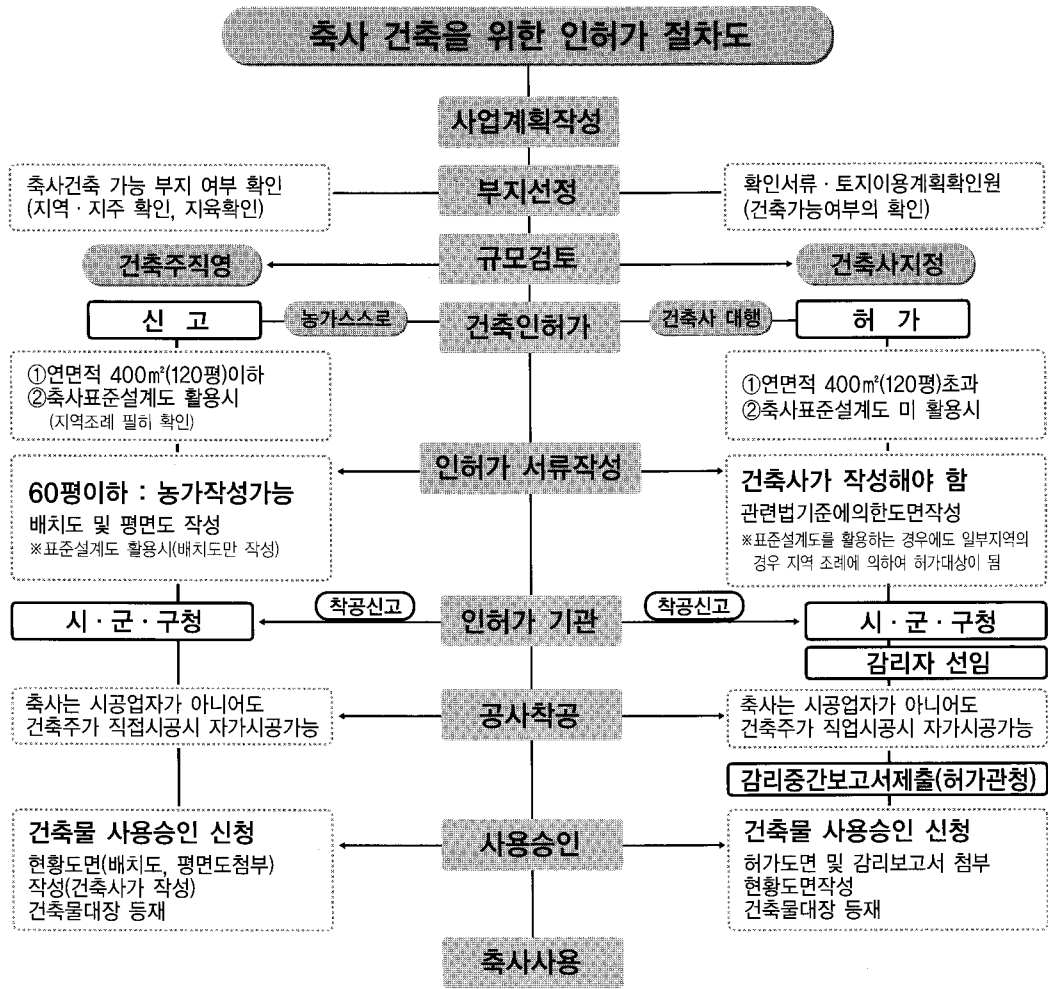 축사 건축을 위한 인허가 절차도
사업계획작성
축사건축 가능 부지 여부 확인
(지역·지주 확인, 지육확인)
부지선정
확인서류·토지이용계획확인원
(건축가능여부의 확인)
건축주직영
규모검토
건축사지정
신 고
농가스스로
건축인허가
건축사 대행
허 가
①연면적 400㎡(120평)이하
②축사표준설계도 활용시
(지역조례 필히 확인)
①연면적 400㎡(120평)초과
②축사표준설계도 미 활용시
인허가 서류작성
60평이하 : 농가작성가능
배치도 및 평면도 작성
※표준설계도 활용시(배치도만 작성)
건축사가 작성해야 함
관련법기준에의한도면작성
※표준설계도를 활용하는 경우에도 일부지역의
경우 지역 조례에 의하여 허가대상이 됨
시·군·구청
착공신고
인허가 기관
착공신고
시·군·구청
감리자 선임
축사는 시공업자가 아니어도
건축주가 직접시공시 자가시공가능
공사착공
축사는 시공업자가 아니어도
건축주가 직업시공시 자가시공가능
감리중간보고서제출(허가관청)
건축물 사용승인 신청
현황도면(배치도, 평면도첨부)
작성(건축사가 작성)
건축물대장 등재
사용승인
건축물 사용승인 신청
허가도면 및 감리보고서 첨부
현황도면작성
건축물대장 등재
축사사용